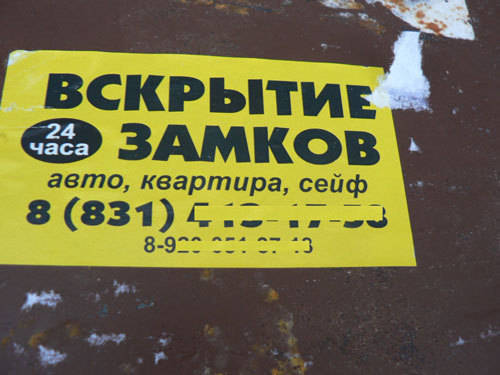 ВСКРЫТИЕ
24 часа ЗАМКОВ
авто, квартира, сейф
8 (831)